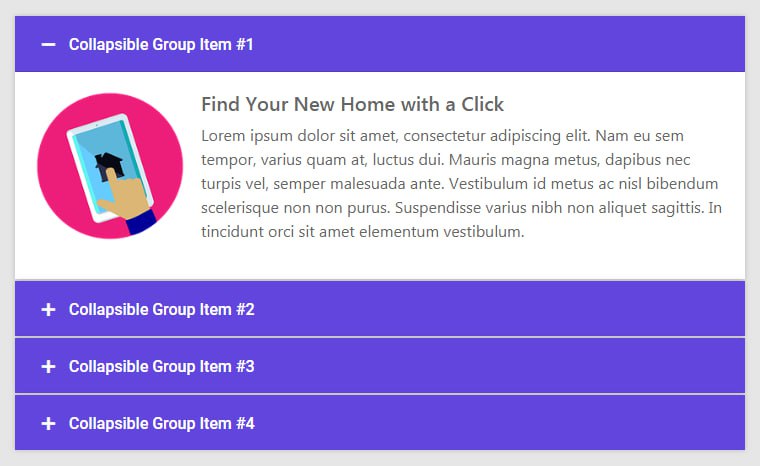 Collapsible Group Item #1
Find Your New Home with a Click
Lorem ipsum dolor sit amet, consectetur adipiscing elit. Nam eu sem
tempor, varius quam at, luctus dui. Mauris magna metus, dapibus nec
turpis vel, semper malesuada ante. Vestibulum id metus ac nisl bibendum
scelerisque non non purus. Suspendisse varius nibh non aliquet sagittis. In
tincidunt orci sit amet elementum vestibulum.
Collapsible Group Item #2
Collapsible Group Item #3
Collapsible Group Item #4